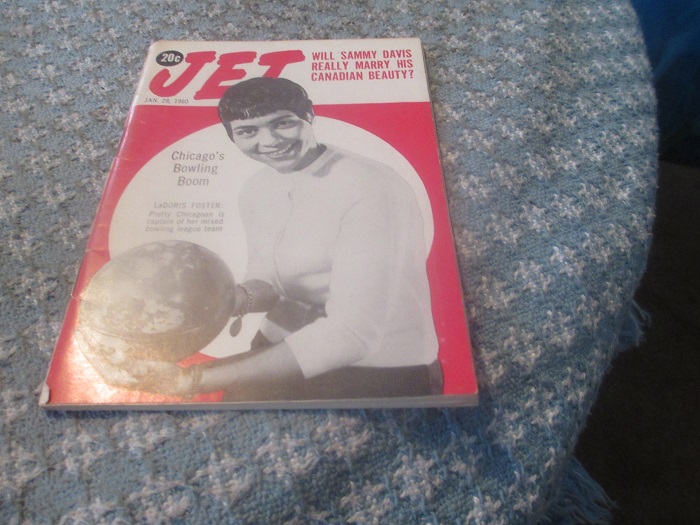 20c
JET
WILL SAMMY DAVIS
REALLY MARRY HIS
CANADIAN BEAUTY?
JAN. 28, 1960
Chicago's
Bowling
Boom
LaDORIS FOSTER:
Pretty Chicagoan is
captain of her mixed
bowling league team